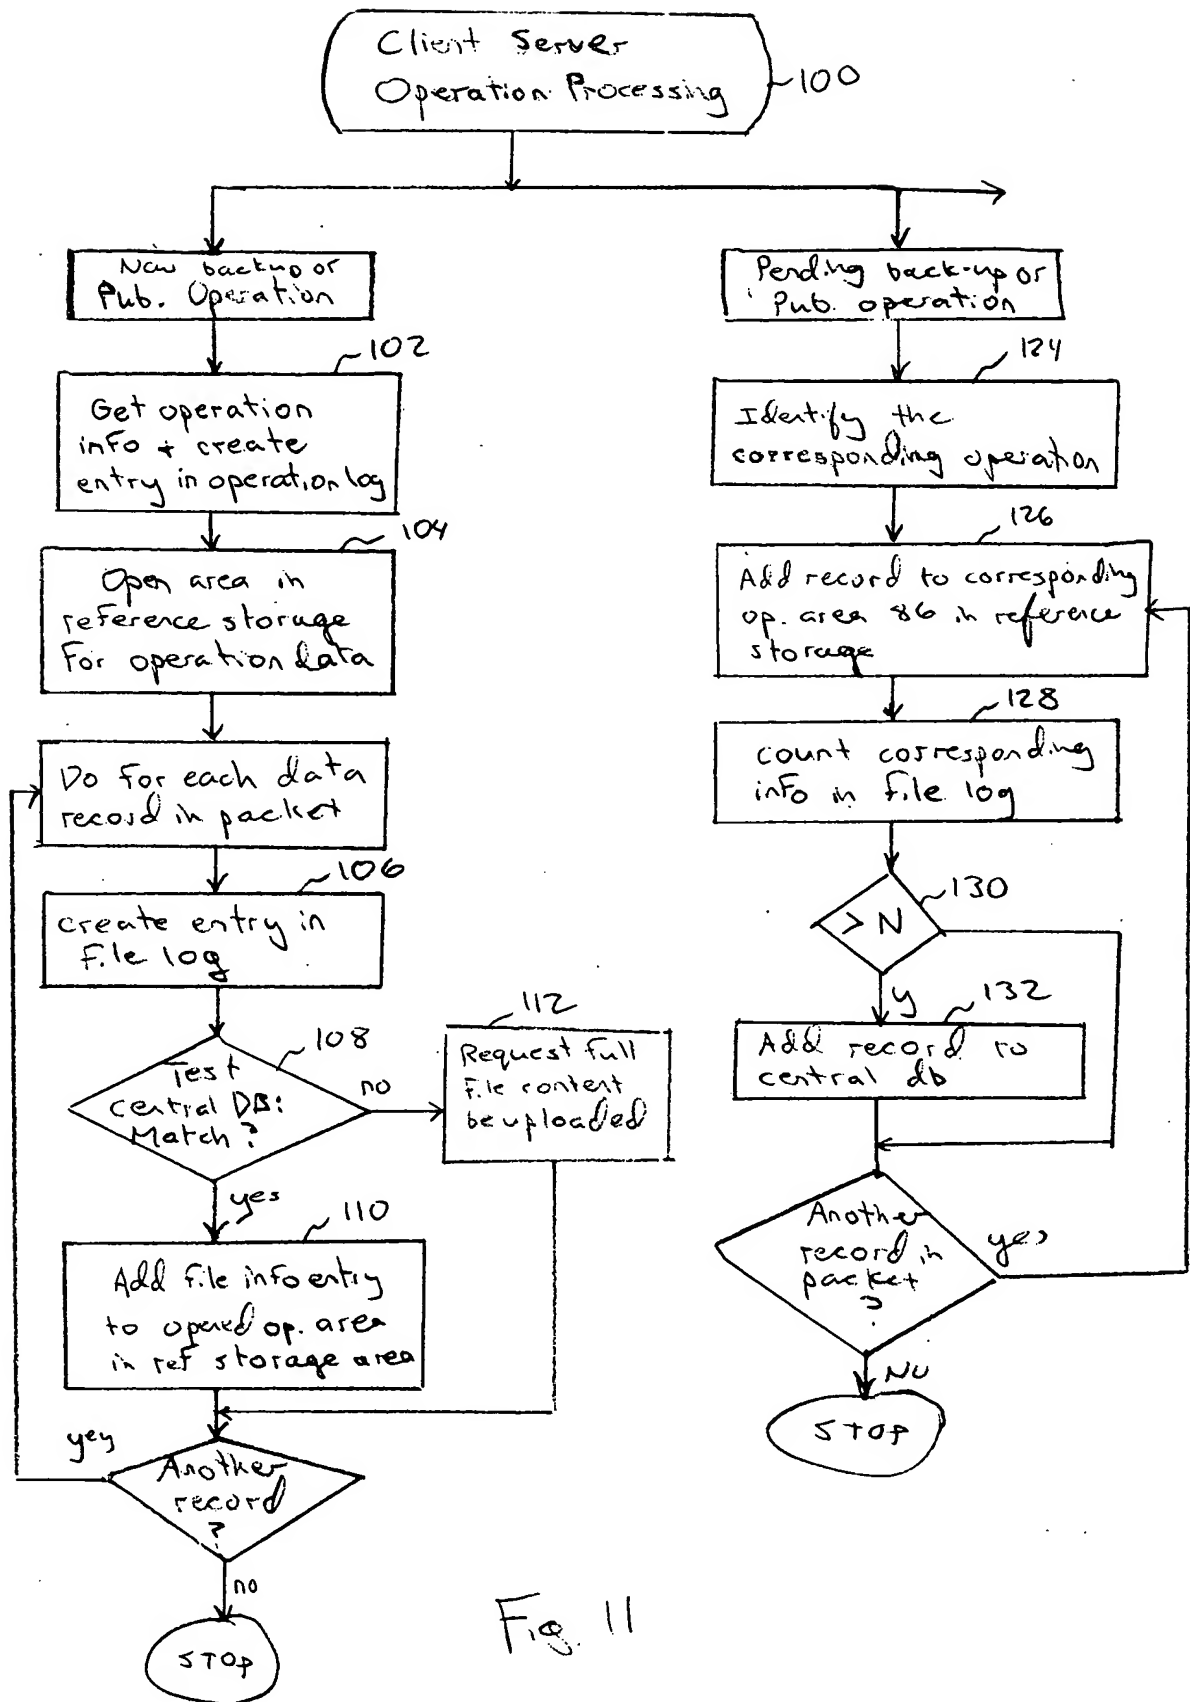 Client Server
Operation Processing
100
New backup or
Pub. Operation
102
Get operation
info + create
entry in operation log
104
Open area in
reference storage
for operation data
Do for each data
record in packet
106
create entry in
file log
108
Test
central DB:
Match?
no
112
Request full
file content
be uploaded
yes
110
Add file info entry
to opened op. area
in ref storage area
yes
Another
record
?
no
STOP
Pending back-up or
Pub. operation
124
Identify the
corresponding operation
126
Add record to corresponding
op. area 86 in reference
storage
128
count corresponding
info in file log
130
> N
y
132
Add record to
central db
Another
record in
packet
?
yes
No
STOP
Fig. 11